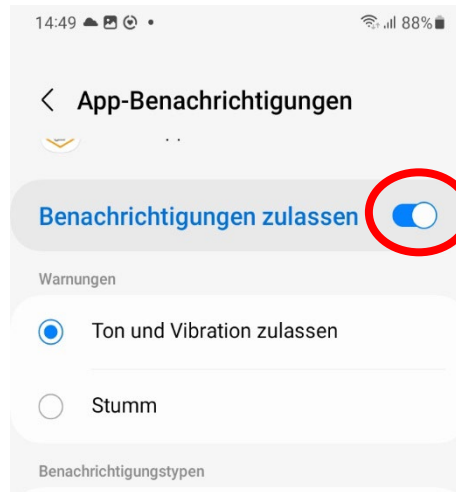 14:49 88%
App-Benachrichtigungen
Benachrichtigungen zulassen
Warnungen
Ton und Vibration zulassen
Stumm
Benachrichtigungstypen